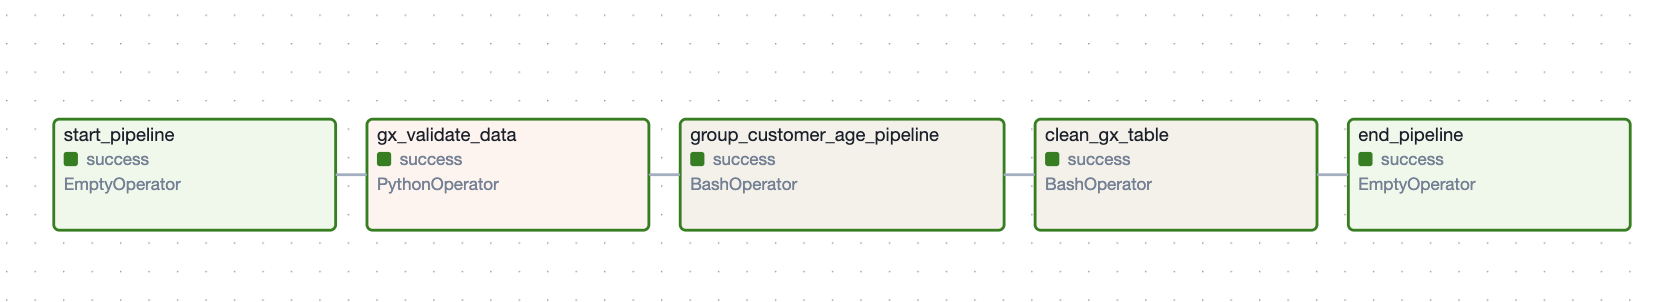 start_pipeline
success
EmptyOperator
gx_validate_data
success
PythonOperator
group_customer_age_pipeline
success
BashOperator
clean_gx_table
success
BashOperator
end_pipeline
success
EmptyOperator